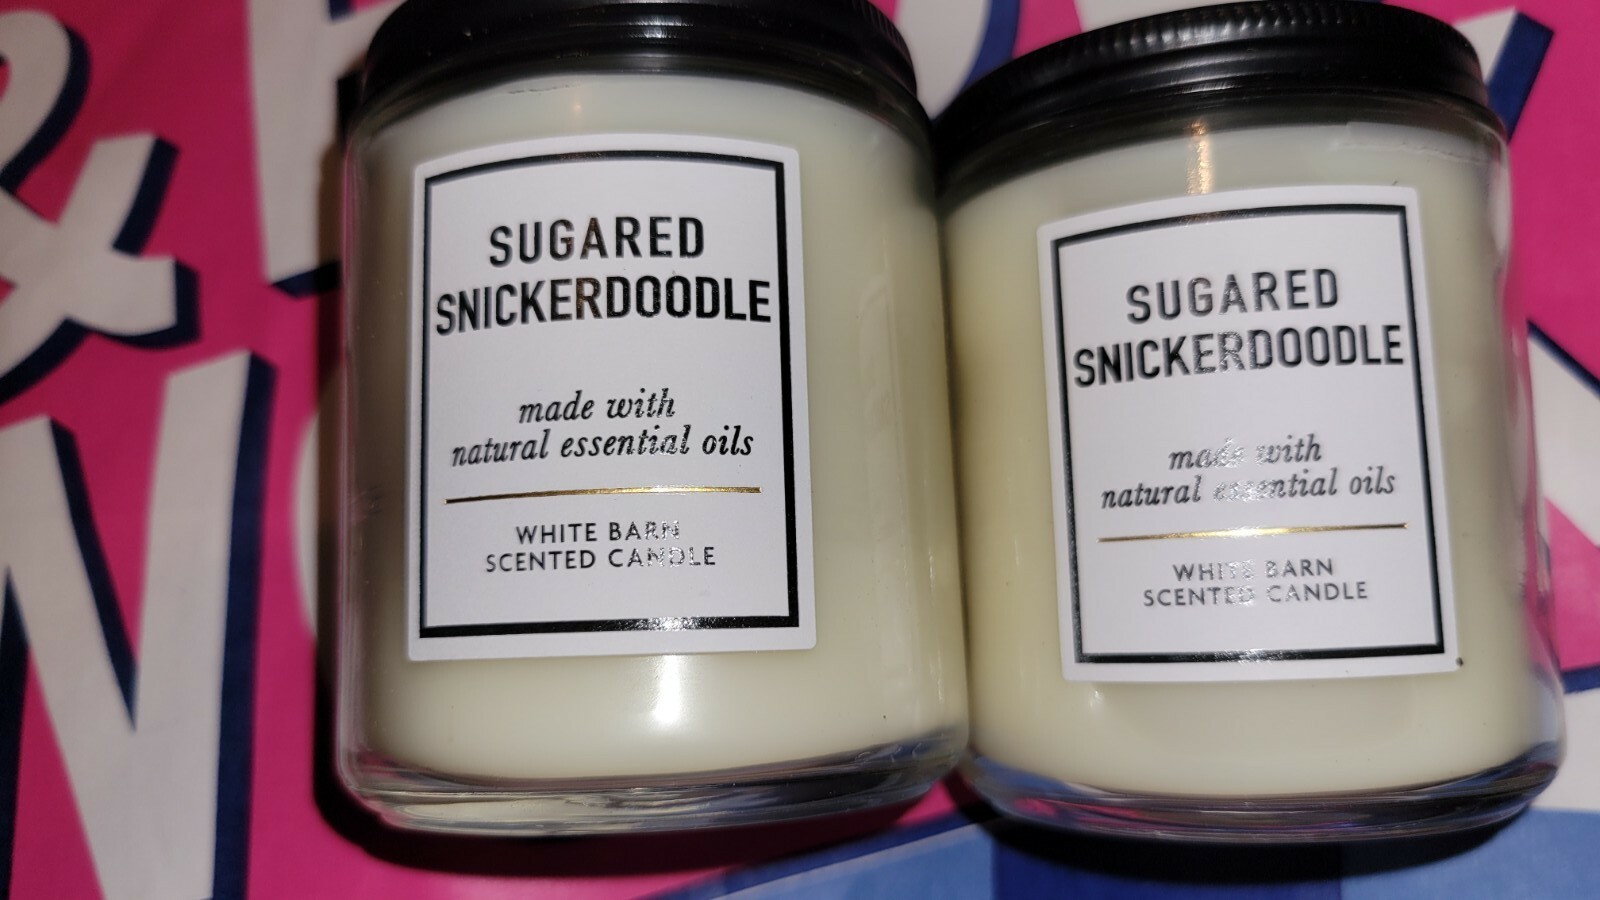 SUGARED
SNICKERDOODLE
made with
natural essential oils
WHITE BARN
SCENTED CANDLE
SUGARED
SNICKERDOODLE
made with
natural essential oils
WHITE BARN
SCENTED CANDLE
&